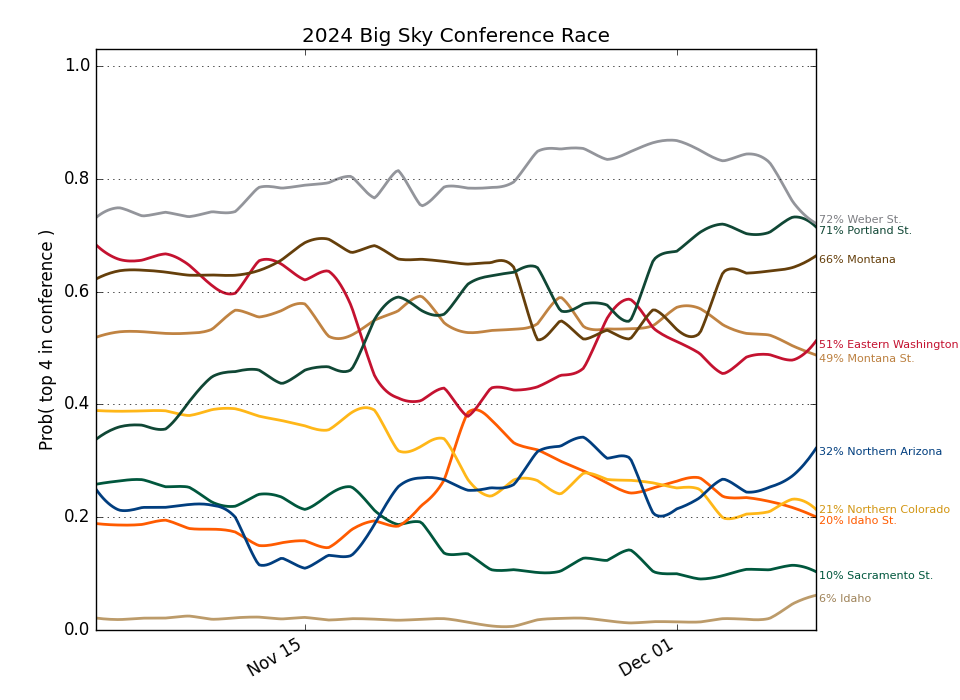 2024 Big Sky Conference Race
Prob( top 4 in conference )
1.0
0.8
0.6
0.4
0.2
0.0
Nov 15
Dec 01
72% Weber St.
71% Portland St.
66% Montana
51% Eastern Washington
49% Montana St.
32% Northern Arizona
21% Northern Colorado
20% Idaho St.
10% Sacramento St.
6% Idaho